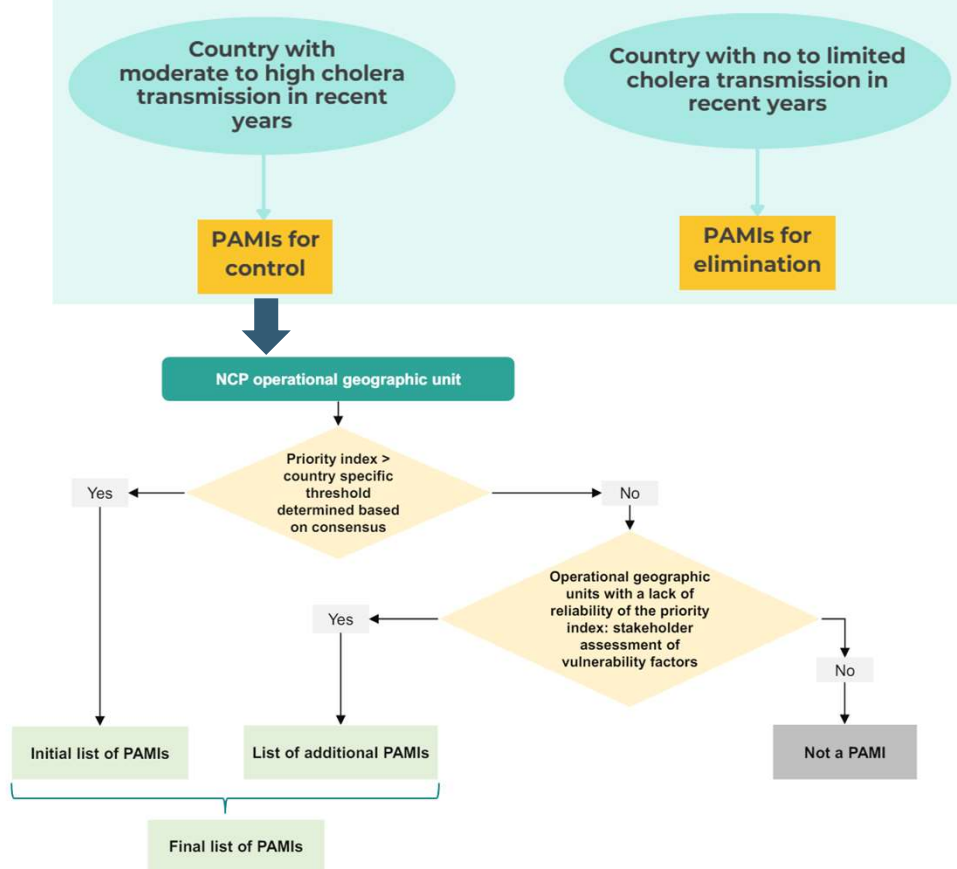 Country with
moderate to high cholera
transmission in recent
years
Country with no to limited
cholera transmission in
recent years
PAMIs for
control
PAMIs for
elimination
NCP operational geographic unit
Priority index >
country specific
threshold
determined based
on consensus
Yes
No
Operational geographic
units with a lack of
reliability of the priority
index: stakeholder
assessment of
vulnerability factors
Yes
No
Initial list of PAMIs
List of additional PAMIs
Not a PAMI
Final list of PAMIs